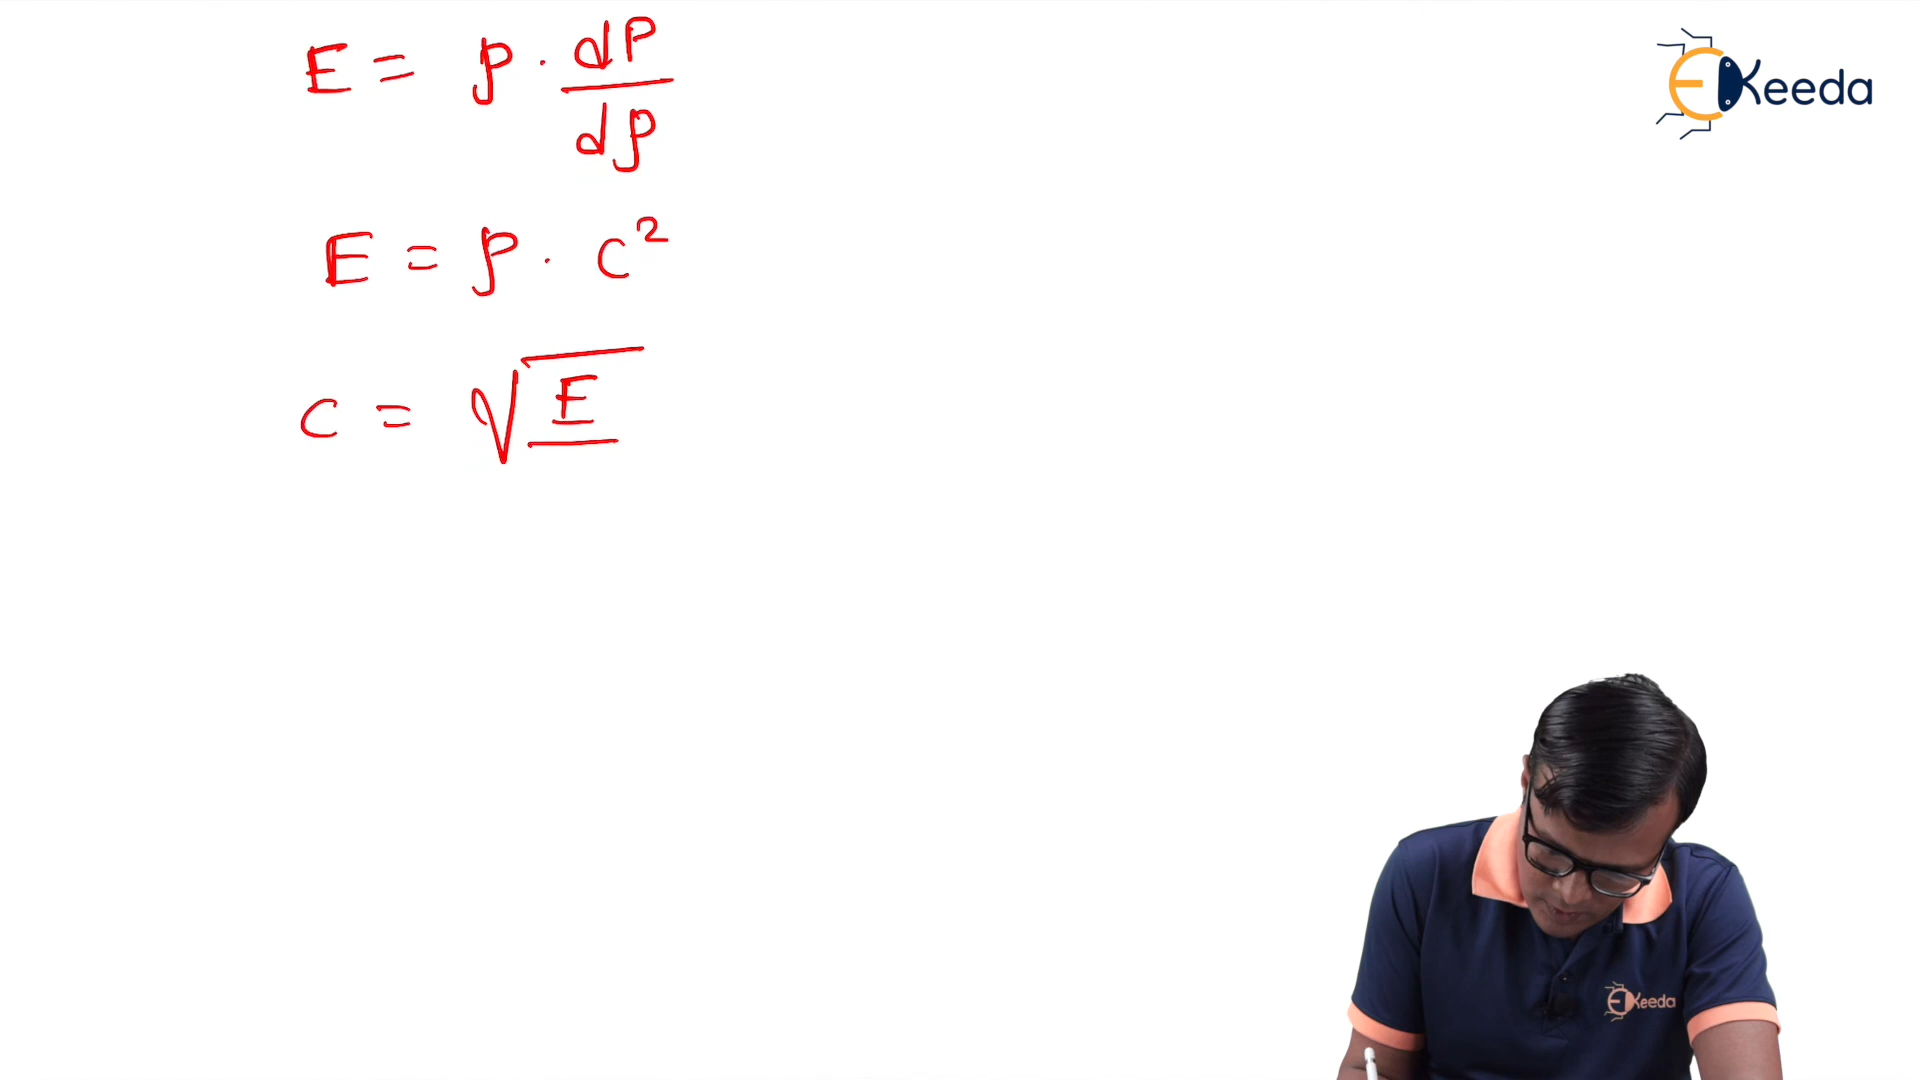 E = ρ · dP/dρ
EKeeda
E = ρ · c²
c = √E
EKeeda